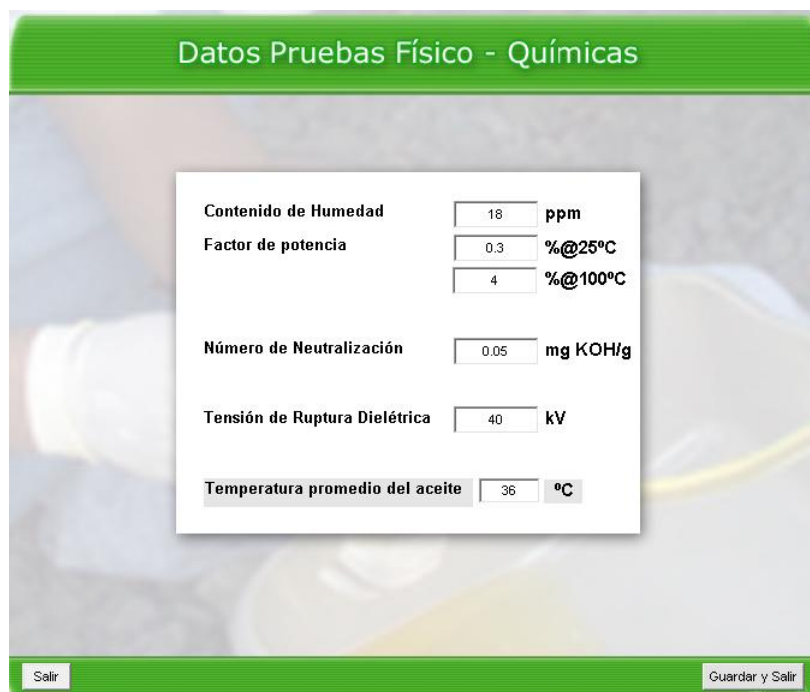 Datos Pruebas Físico - Químicas
Contenido de Humedad 18 ppm
Factor de potencia 0.3 %@25ºC
4 %@100ºC
Número de Neutralización 0.05 mg KOH/g
Tensión de Ruptura Dielétrica 40 kV
Temperatura promedio del aceite 36 ºC
Salir Guardar y Salir